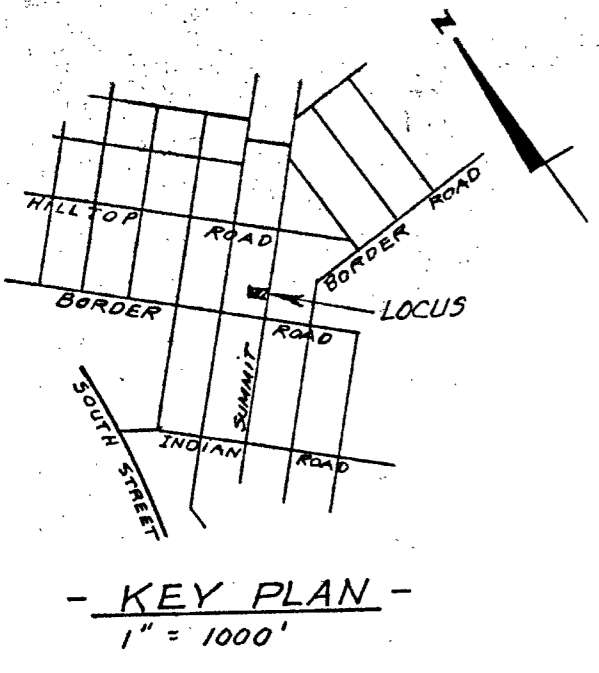 N
HILLTOP ROAD
BORDER ROAD
LOCUS
BORDER ROAD
SUMMIT
SOUTH STREET
INDIAN ROAD
- KEY PLAN -
1" = 1000'